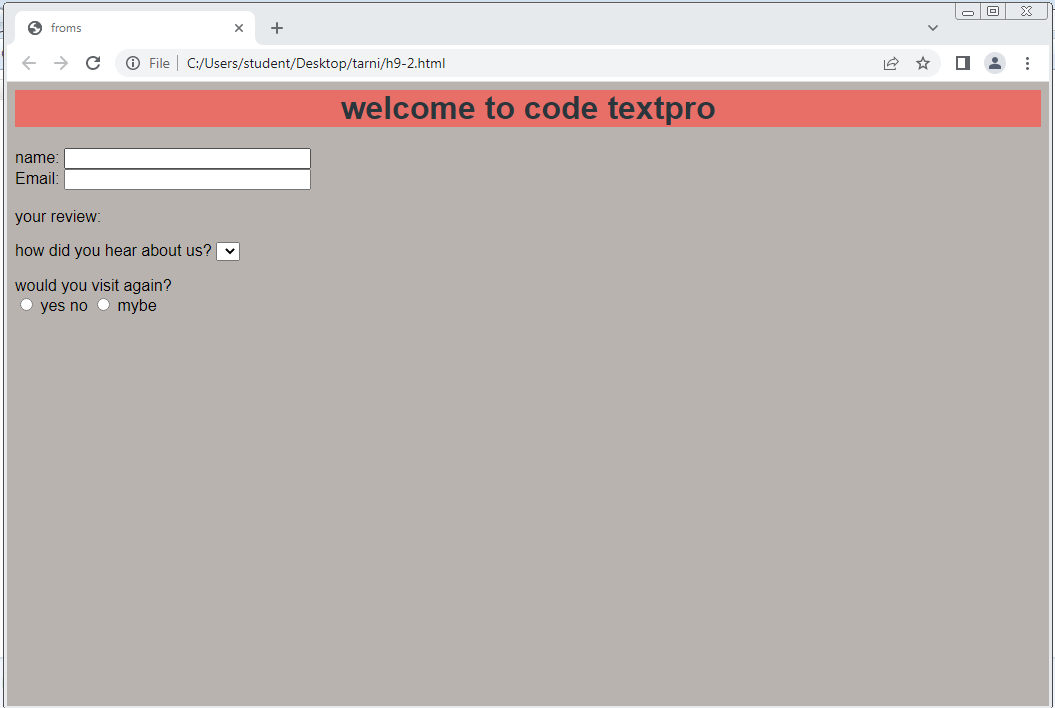 froms
File C:/Users/student/Desktop/tarni/h9-2.html
welcome to code textpro
name:
Email:
your review:
how did you hear about us?
would you visit again?
yes no mybe